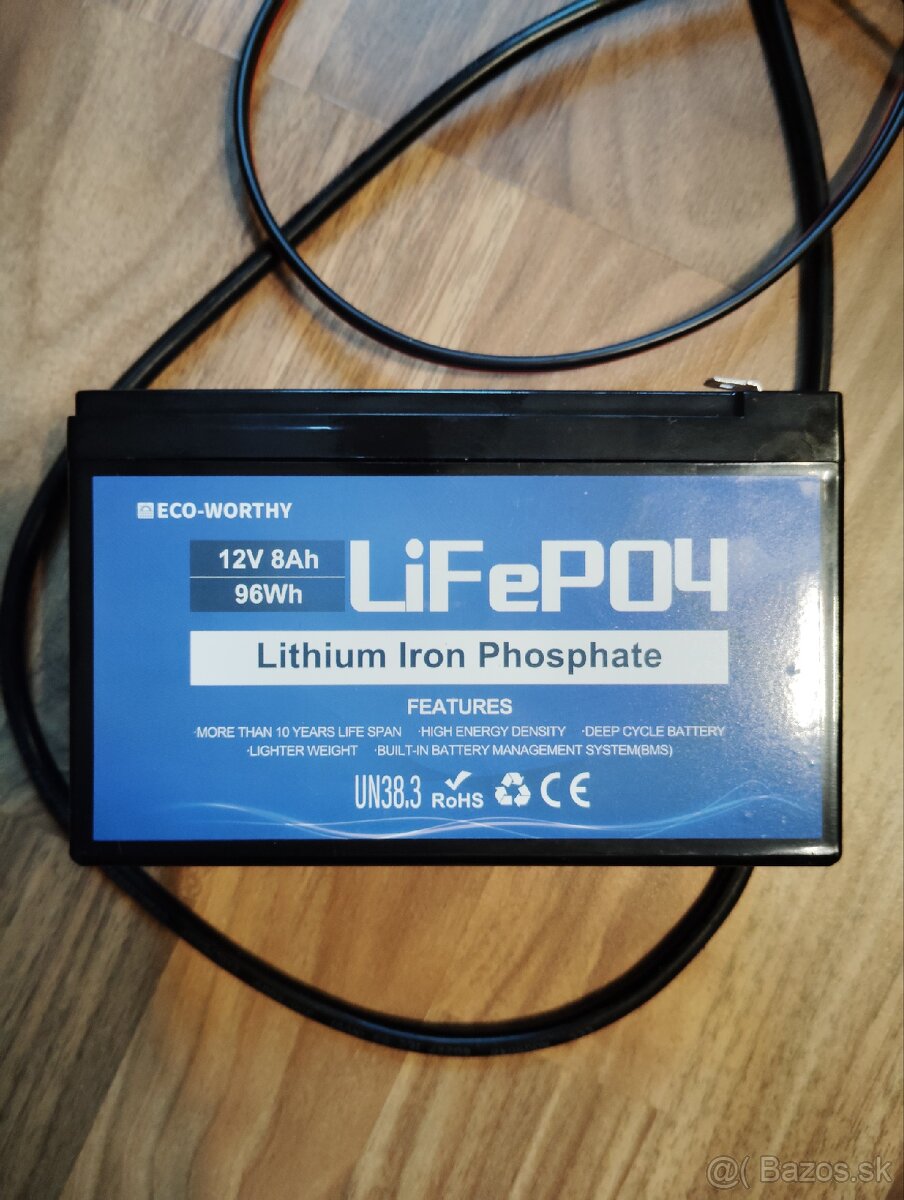 ECO-WORTHY
12V 8Ah
96Wh
LiFePO4
Lithium Iron Phosphate
FEATURES
·MORE THAN 10 YEARS LIFE SPAN ·HIGH ENERGY DENSITY ·DEEP CYCLE BATTERY
·LIGHTER WEIGHT ·BUILT-IN BATTERY MANAGEMENT SYSTEM(BMS)
UN38.3 RoHS CE
@( Bazos.sk